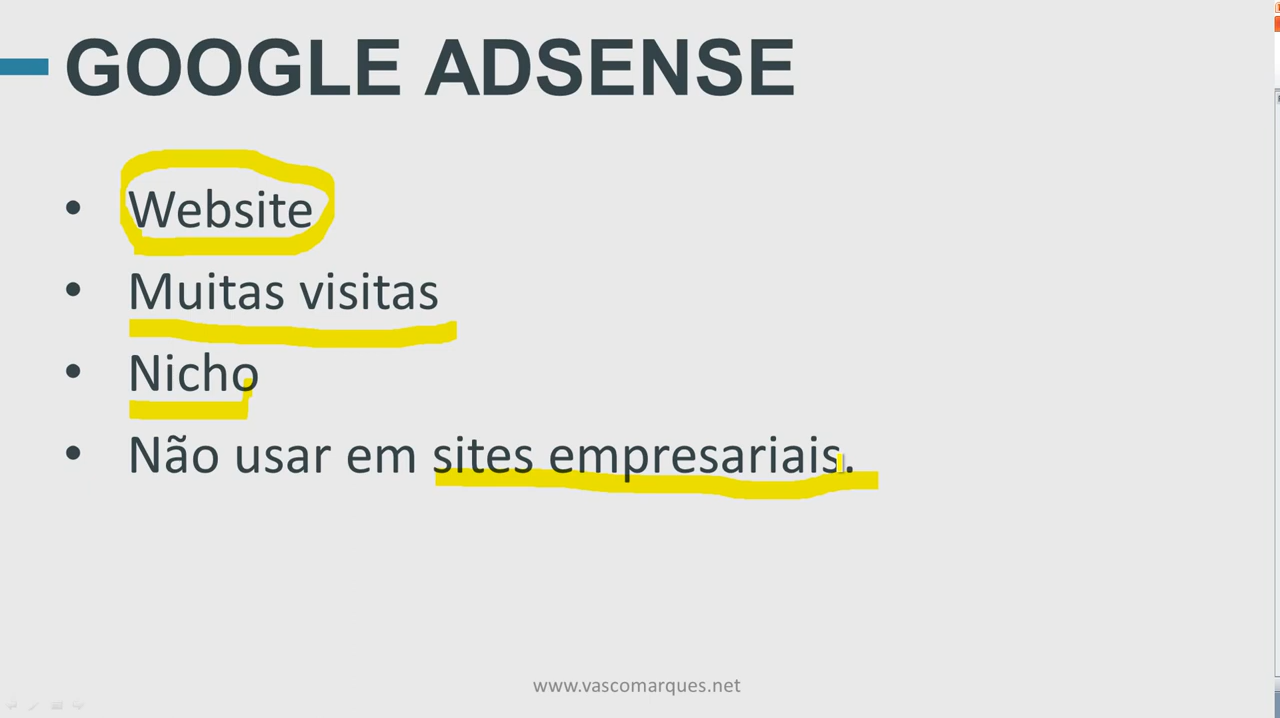 GOOGLE ADSENSE
• Website
• Muitas visitas
• Nicho
• Não usar em sites empresariais.
www.vascomarques.net